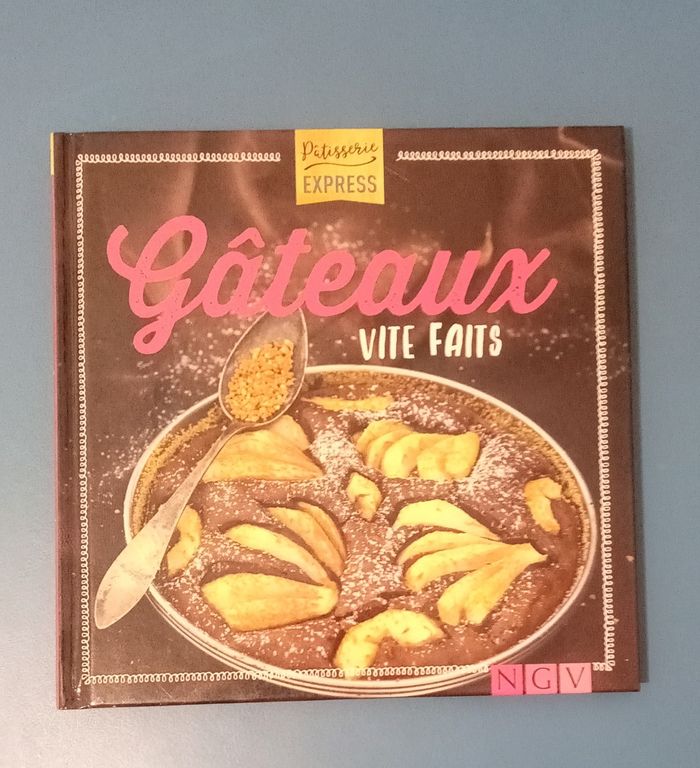 Pâtisserie
EXPRESS
Gâteaux
VITE FAITS
NGV